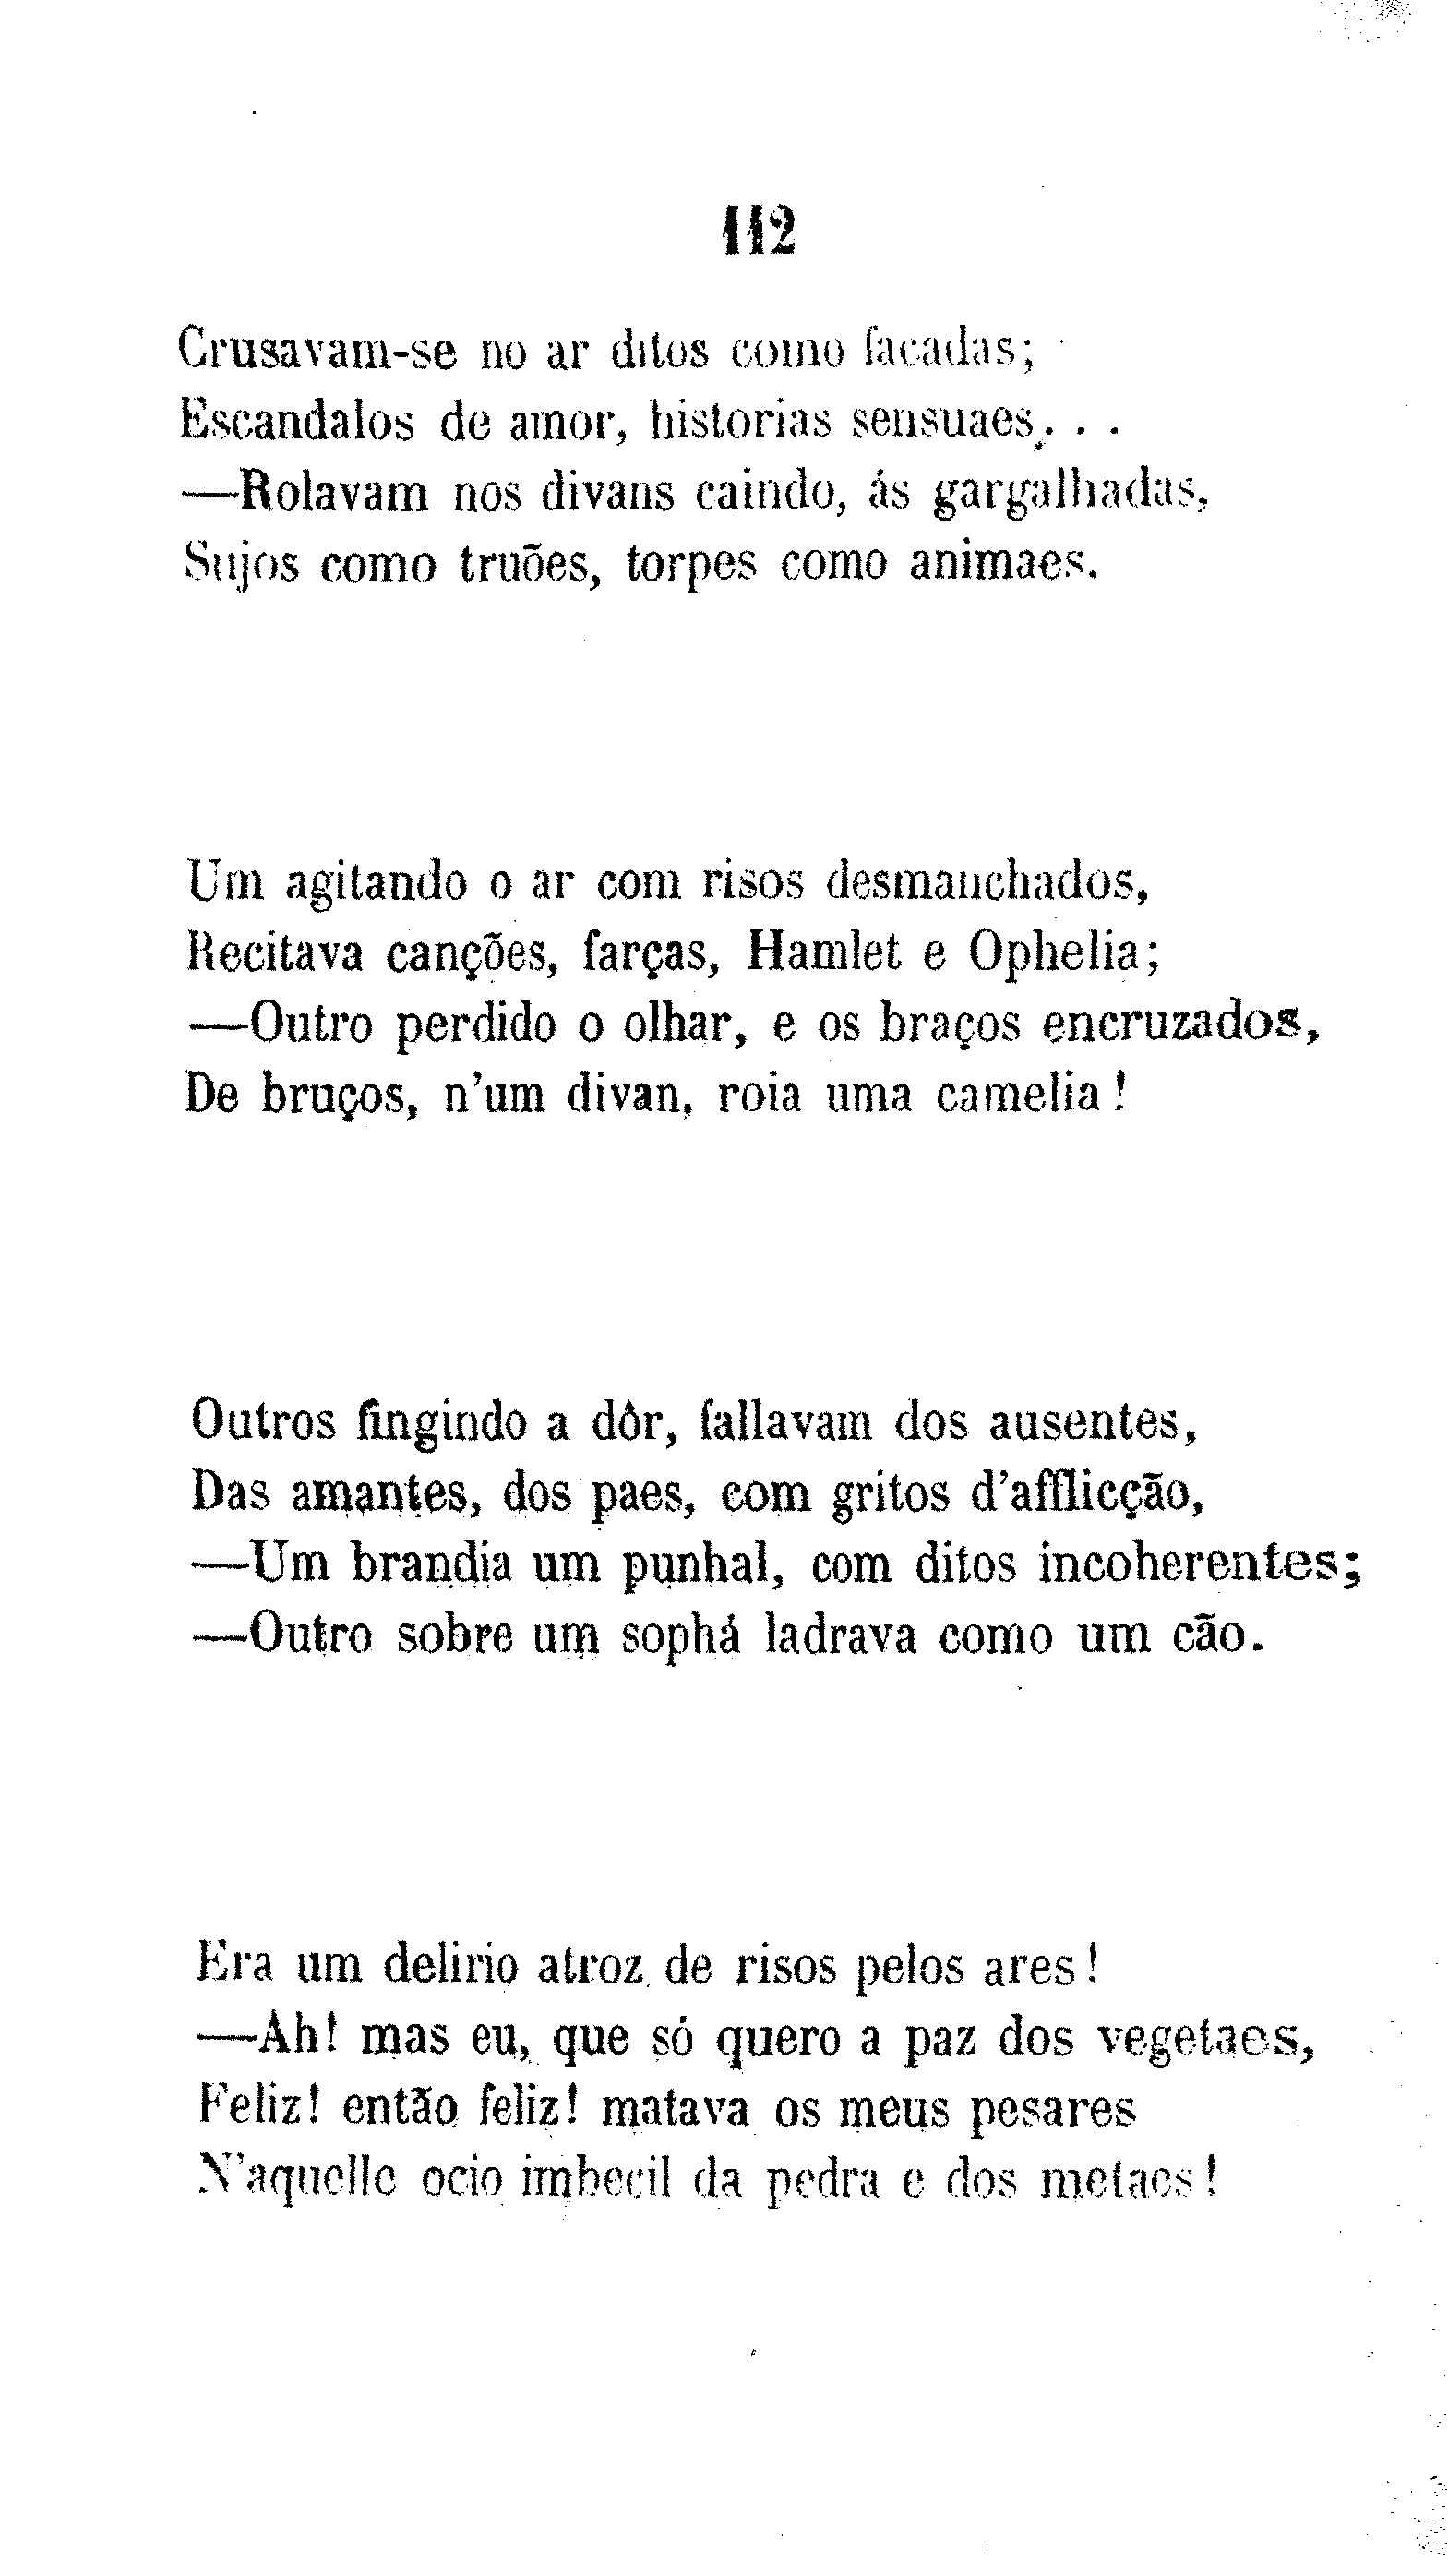 112
Crusavam-se no ar ditos como facadas;
Escandalos de amor, historias sensuaes. . .
—Rolavam nos divans caindo, ás gargalhadas,
Sujos como truões, torpes como animaes.
Um agitando o ar com risos desmanchados,
Recitava canções, farças, Hamlet e Ophelia;
—Outro perdido o olhar, e os braços encruzados,
De bruços, n'um divan, roia uma camelia!
Outros fingindo a dôr, fallavam dos ausentes,
Das amantes, dos paes, com gritos d'afflicção,
—Um brandia um punhal, com ditos incoherentes;
—Outro sobre um sophá ladrava como um cão.
Era um delirio atroz de risos pelos ares!
—Ah! mas eu, que só quero a paz dos vegetaes,
Feliz! então feliz! matava os meus pesares
N'aquelle ocio imbecil da pedra e dos metaes!